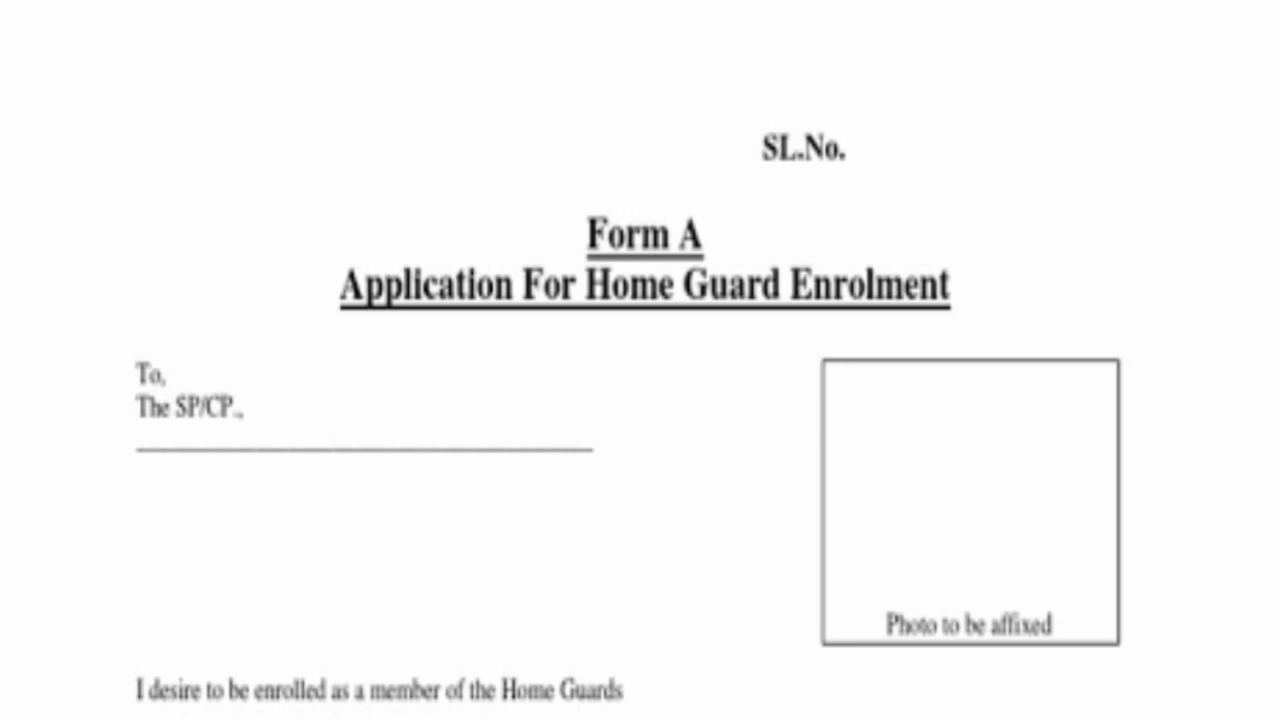 SL.No.
Form A
Application For Home Guard Enrolment
To,
The SP/CP.,
Photo to be affixed
I desire to be enrolled as a member of the Home Guards